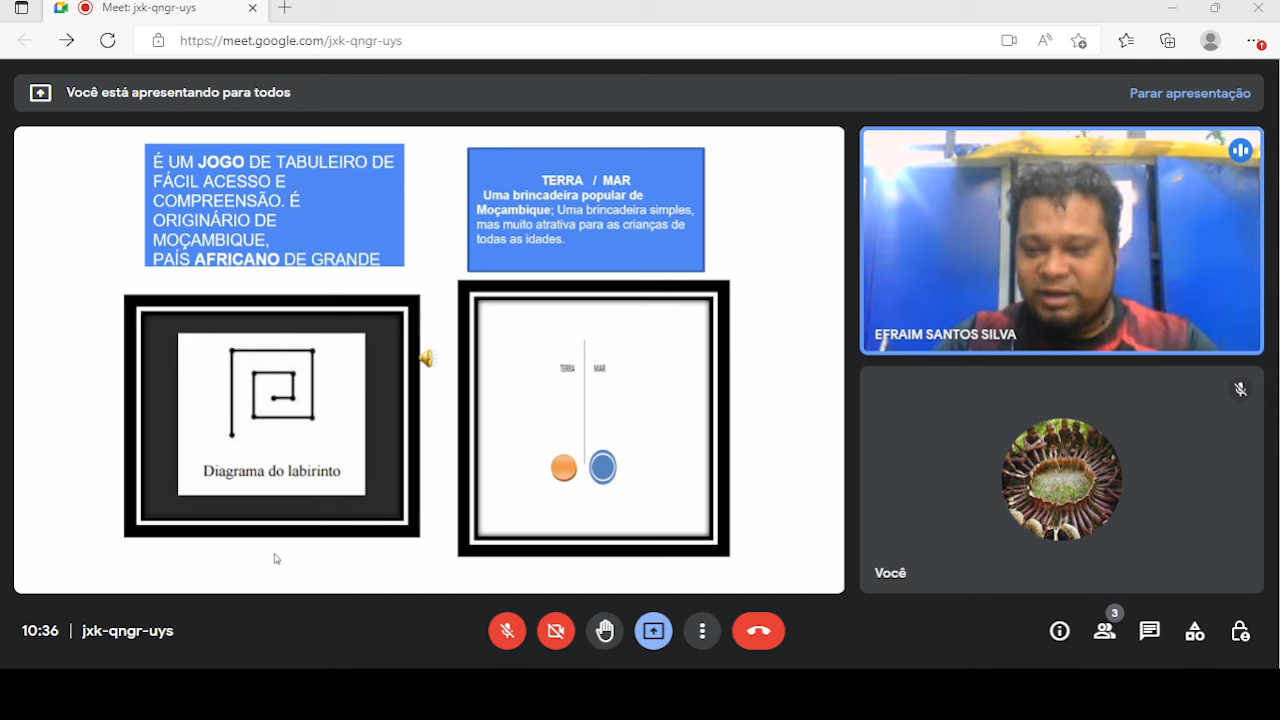 Meet: jxk-qngr-uys
https://meet.google.com/jxk-qngr-uys
Você está apresentando para todos
Parar apresentação
É UM JOGO DE TABULEIRO DE
FÁCIL ACESSO E
COMPREENSÃO. É
ORIGINÁRIO DE
MOÇAMBIQUE,
PAÍS AFRICANO DE GRANDE
TERRA / MAR
Uma brincadeira popular de
Moçambique; Uma brincadeira simples,
mas muito atrativa para as crianças de
todas as idades.
Diagrama do labirinto
TERRA
MAR
EFRAIM SANTOS SILVA
Você
10:36 | jxk-qngr-uys
3